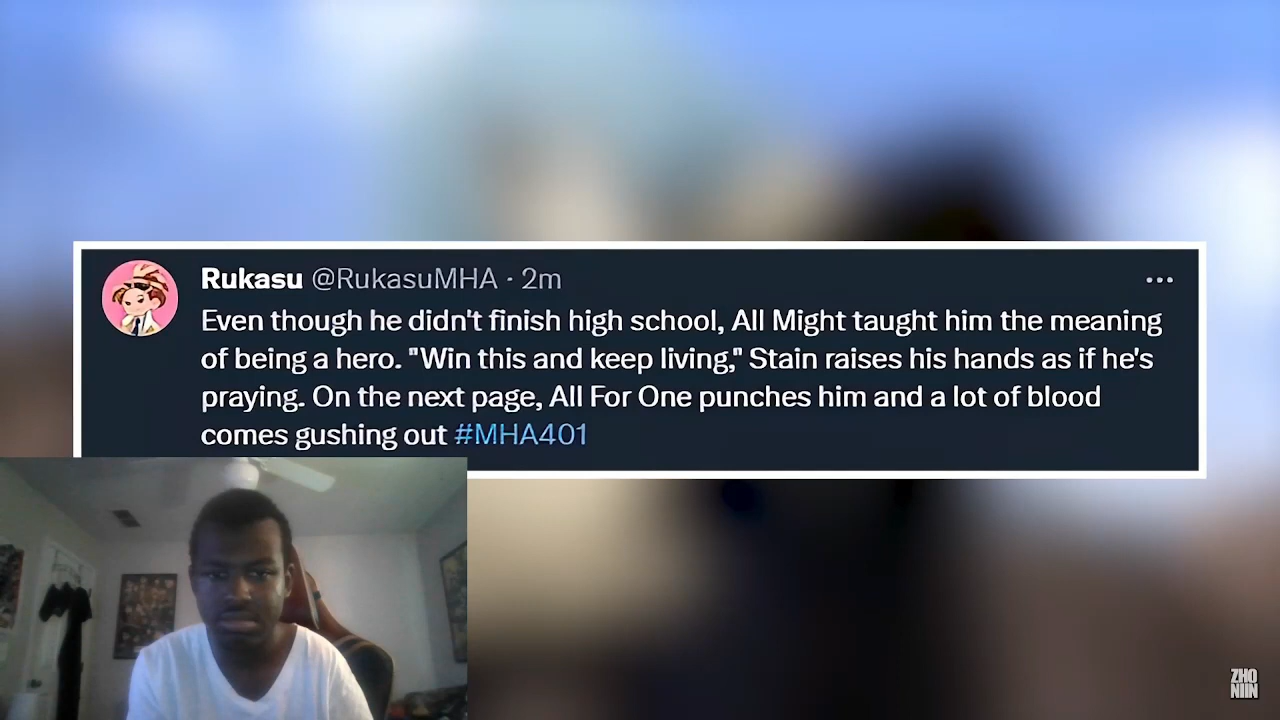 Rukasu @RukasuMHA · 2m
Even though he didn't finish high school, All Might taught him the meaning
of being a hero. "Win this and keep living," Stain raises his hands as if he's
praying. On the next page, All For One punches him and a lot of blood
comes gushing out #MHA401
ZHO
NIIN